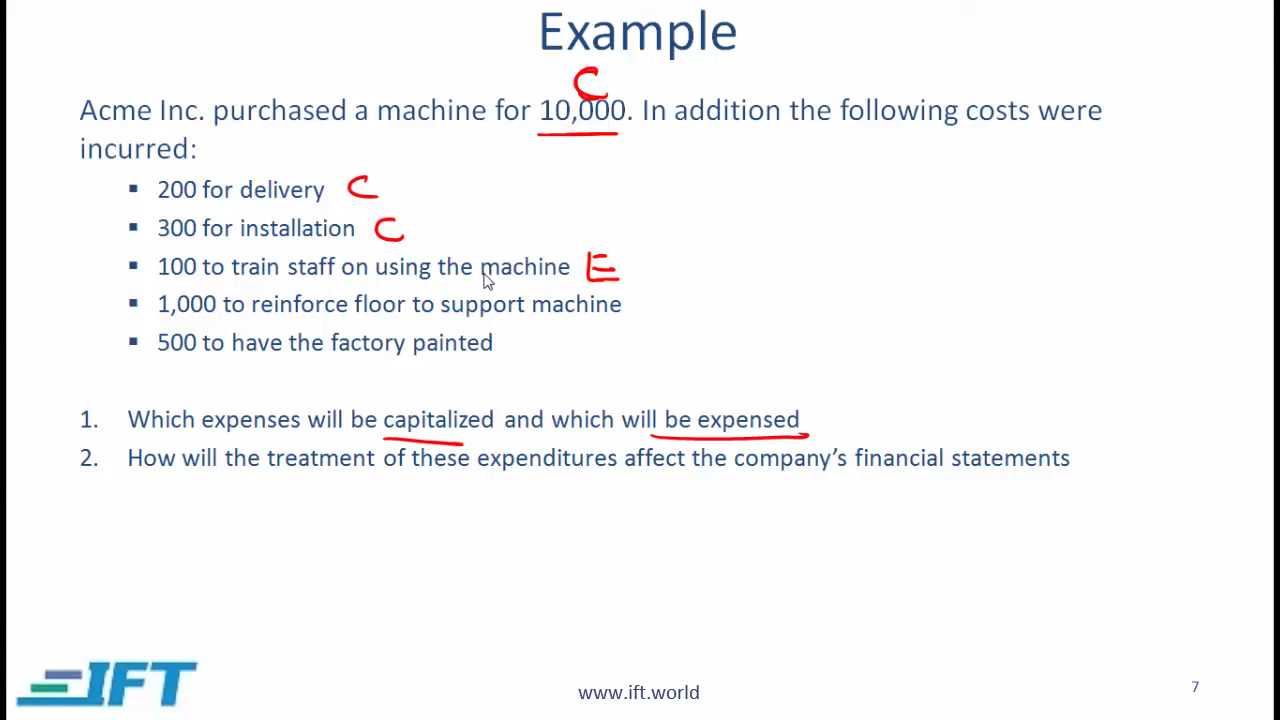 Example
C
Acme Inc. purchased a machine for 10,000. In addition the following costs were
incurred:
▪ 200 for delivery C
▪ 300 for installation C
▪ 100 to train staff on using the machine E
▪ 1,000 to reinforce floor to support machine
▪ 500 to have the factory painted
1. Which expenses will be capitalized and which will be expensed
2. How will the treatment of these expenditures affect the company's financial statements
IFT
www.ift.world
7